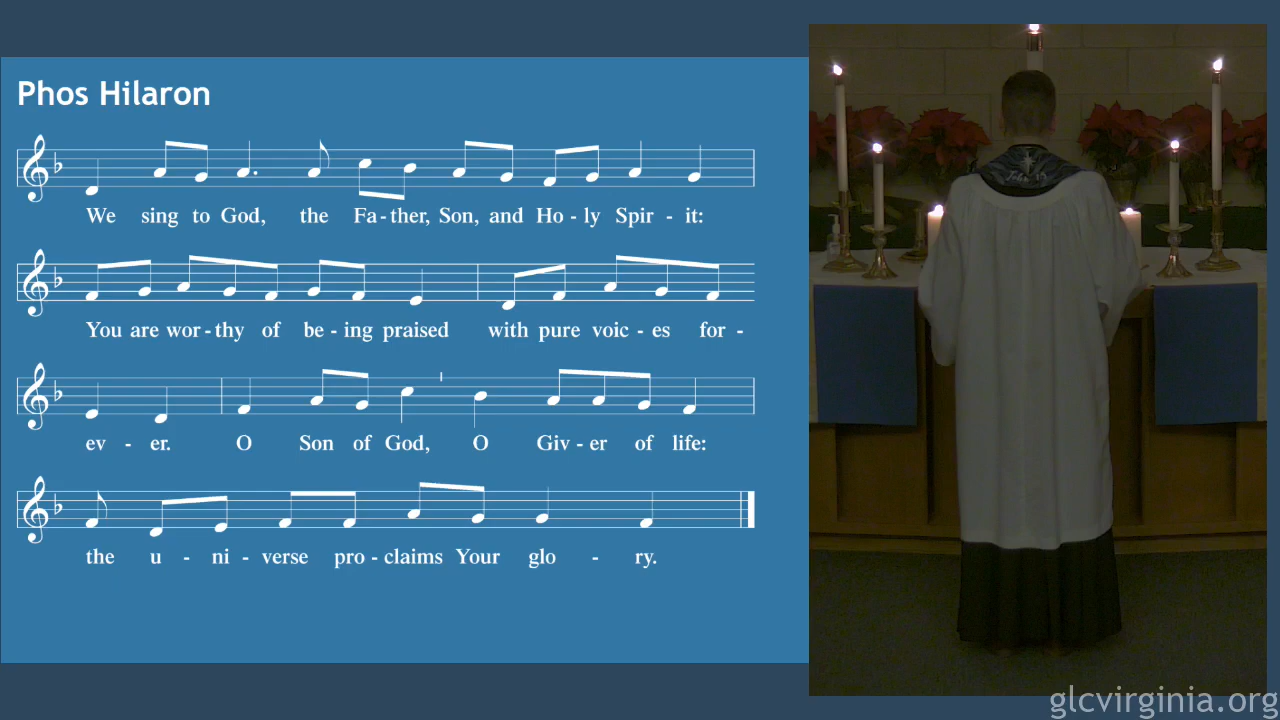 Phos Hilaron
We sing to God, the Fa - ther, Son, and Ho - ly Spir - it:
You are wor - thy of be - ing praised with pure voic - es for -
ev - er. O Son of God, O Giv - er of life:
the u - ni - verse pro - claims Your glo - ry.
glcvirginia.org